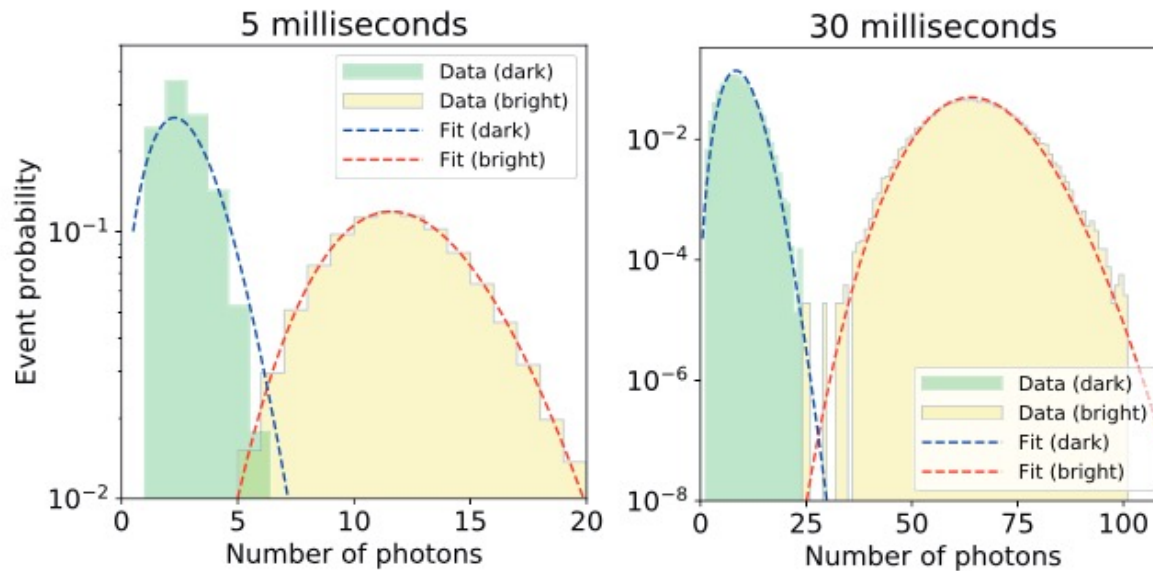 5 milliseconds
Event probability
10^{-1}
10^{-2}
Data (dark)
Data (bright)
Fit (dark)
Fit (bright)
0 5 10 15 20
Number of photons
30 milliseconds
10^{-2}
10^{-4}
10^{-6}
10^{-8}
Data (dark)
Data (bright)
Fit (dark)
Fit (bright)
0 25 50 75 100
Number of photons